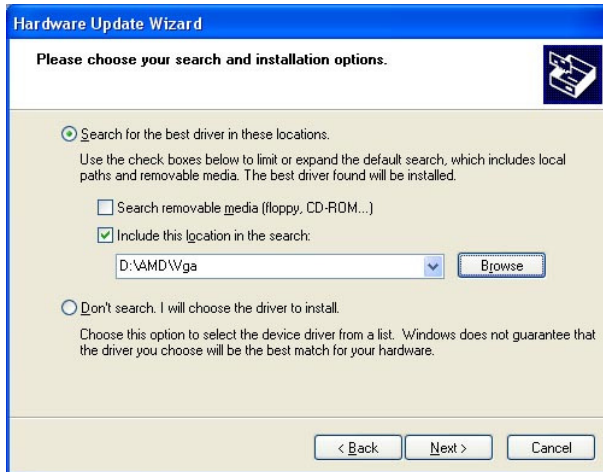 Hardware Update Wizard
Please choose your search and installation options.
Search for the best driver in these locations.
Use the check boxes below to limit or expand the default search, which includes local
paths and removable media. The best driver found will be installed.
Search removable media (floppy, CD-ROM...)
Include this location in the search:
D:\AMD\Vga
Browse
Don't search. I will choose the driver to install.
Choose this option to select the device driver from a list. Windows does not guarantee that
the driver you choose will be the best match for your hardware.
< Back Next > Cancel